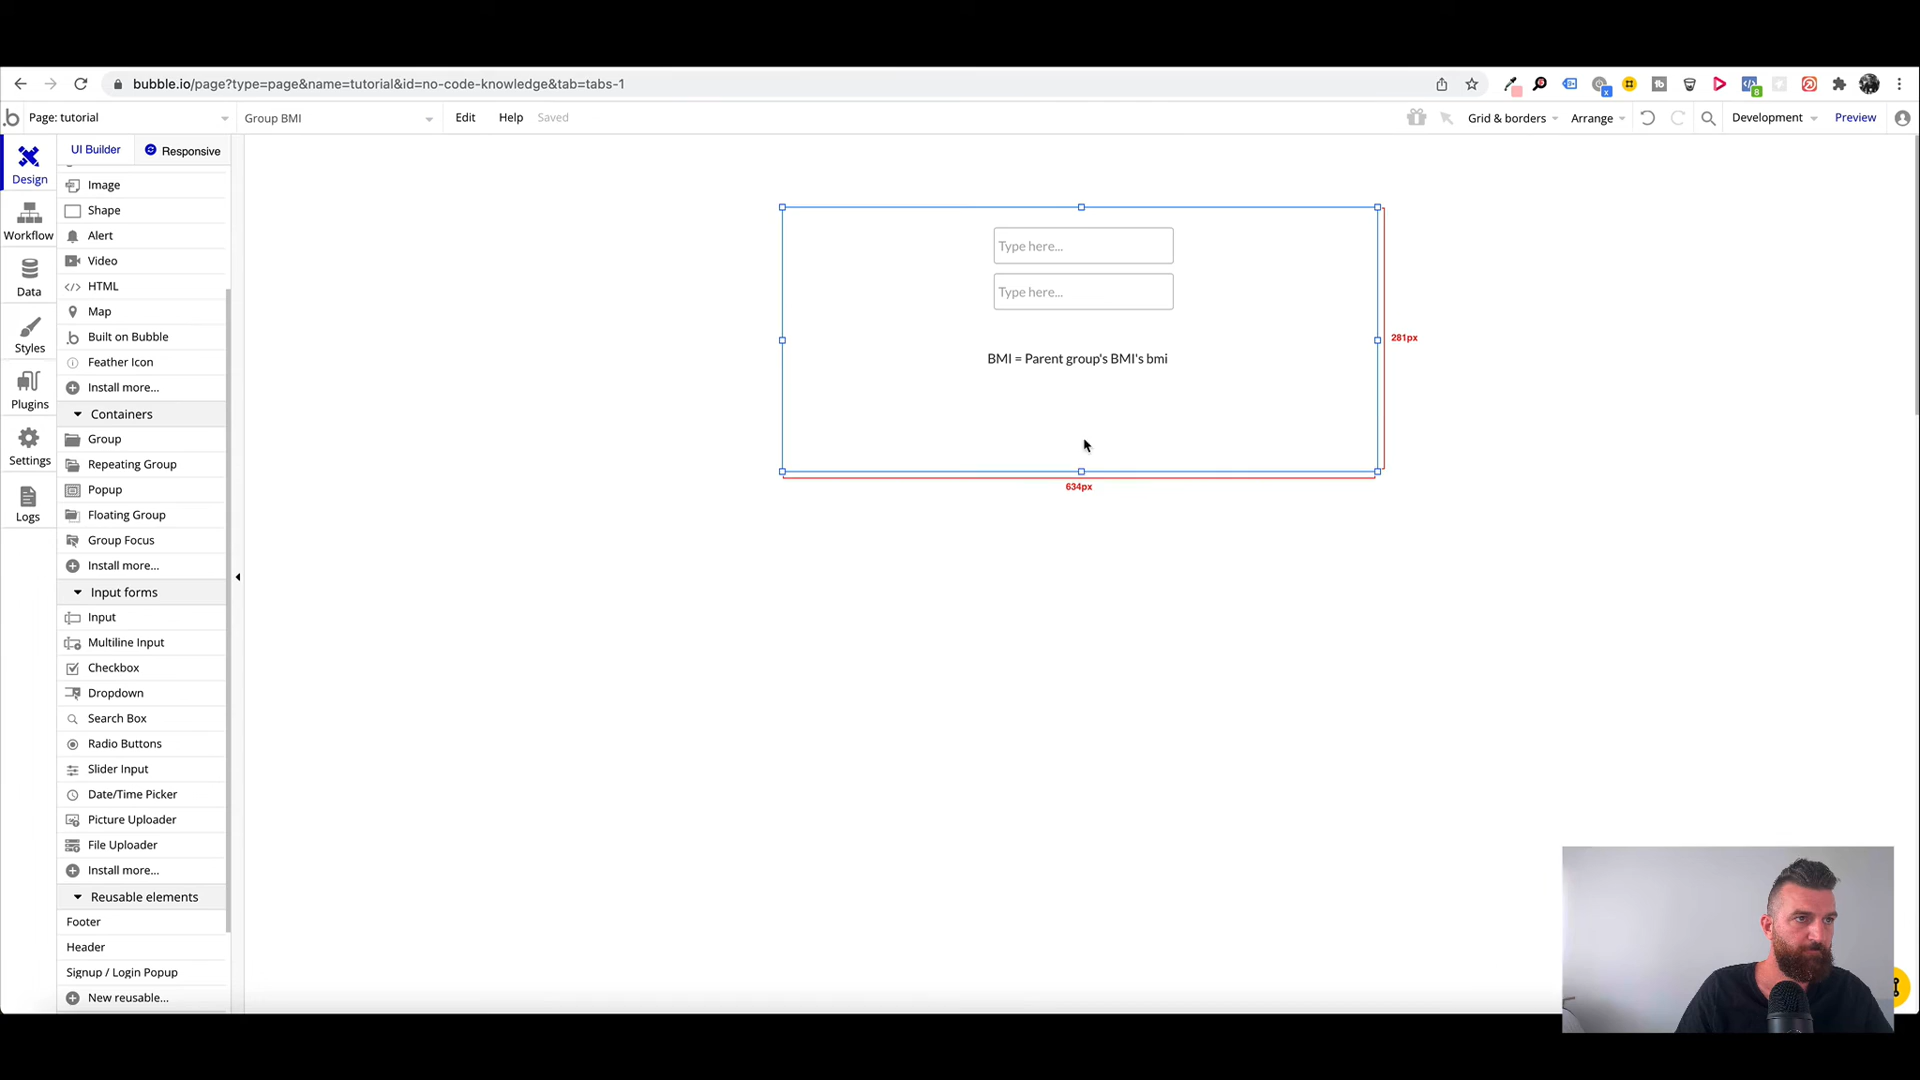 bubble.io/page?type=page&name=tutorial&id=no-code-knowledge&tab=tabs-1
Page: tutorial
Group BMI
Edit
Help
Saved
Grid & borders
Arrange
Development
Preview
UI Builder
Responsive
Design
Workflow
Data
Styles
Plugins
Settings
Logs
Image
Shape
Alert
Video
HTML
Map
Built on Bubble
Feather Icon
Install more...
Containers
Group
Repeating Group
Popup
Floating Group
Group Focus
Install more...
Input forms
Input
Multiline Input
Checkbox
Dropdown
Search Box
Radio Buttons
Slider Input
Date/Time Picker
Picture Uploader
File Uploader
Install more...
Reusable elements
Footer
Header
Signup / Login Popup
New reusable...
Type here...
Type here...
BMI = Parent group's BMI's bmi
281px
634px